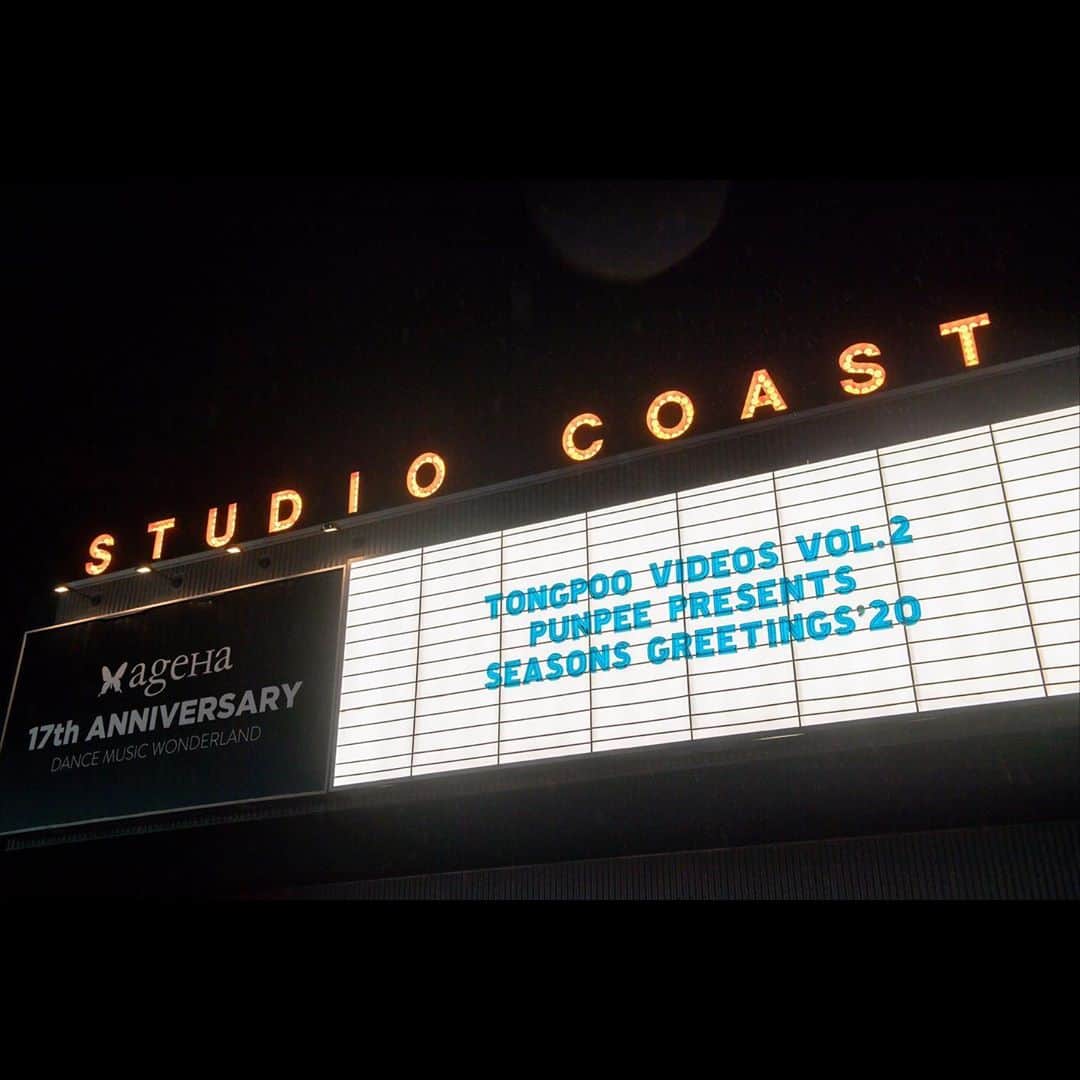 STUDIO COAST
ageHa
17th ANNIVERSARY
DANCE MUSIC WONDERLAND
TONGPOO VIDEOS VOL.2
PUNPEE PRESENTS
SEASONS GREETINGS'20